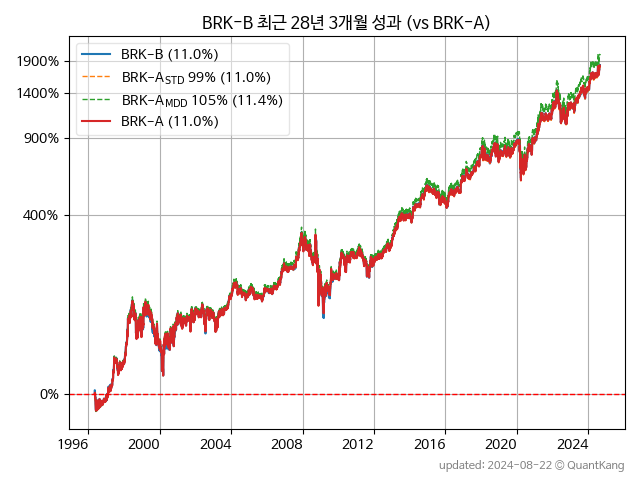 BRK-B 최근 28년 3개월 성과 (vs BRK-A)
BRK-B (11.0%)
BRK-A_STD 99% (11.0%)
BRK-A_MDD 105% (11.4%)
BRK-A (11.0%)
1900%
1400%
900%
400%
0%
1996 2000 2004 2008 2012 2016 2020 2024
updated: 2024-08-22 © QuantKang